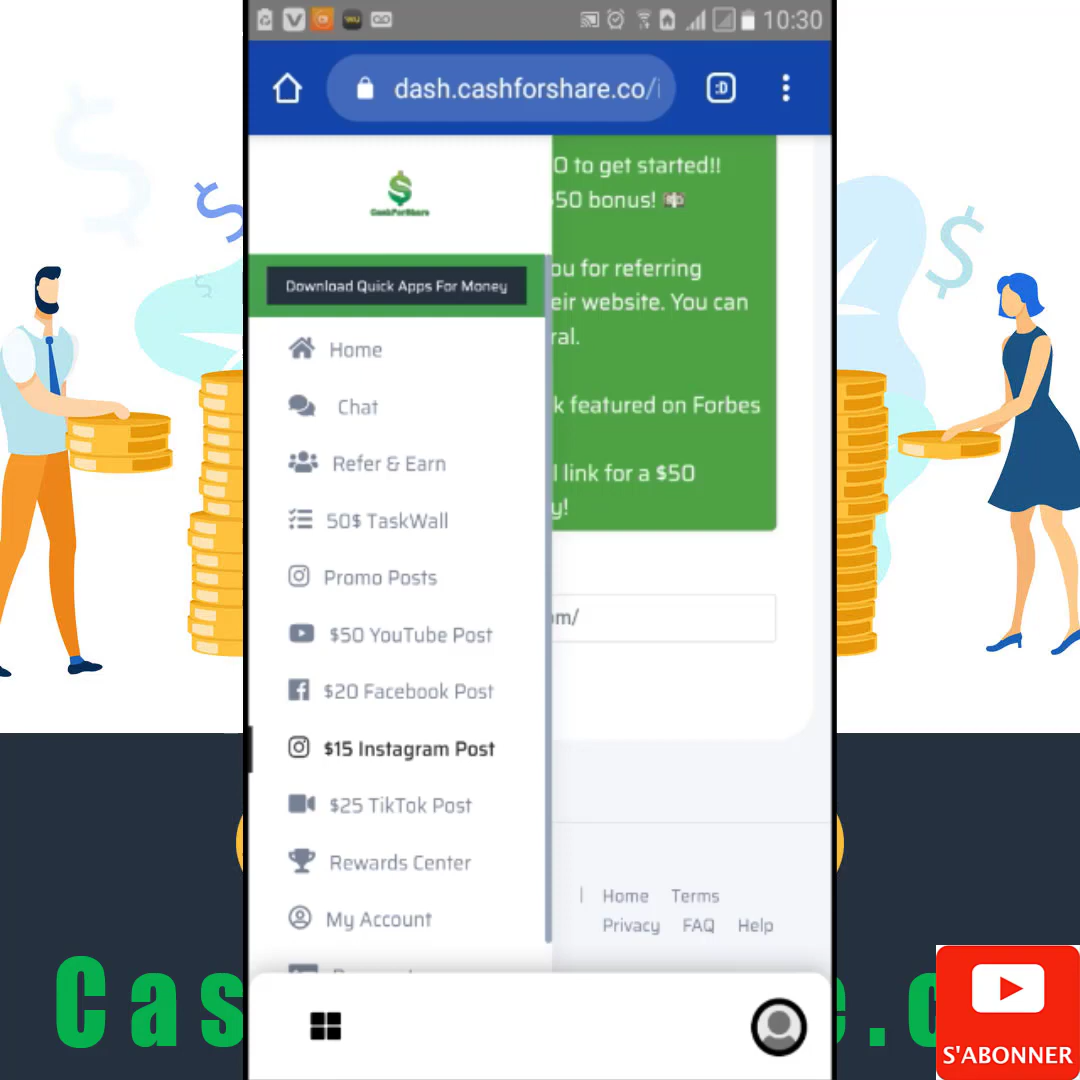 10:30
dash.cashforshare.co/i
:D
CashForShare
Download Quick Apps For Money
Home
Chat
Refer & Earn
50$ TaskWall
Promo Posts
$50 YouTube Post
$20 Facebook Post
$15 Instagram Post
$25 TikTok Post
Rewards Center
My Account
0 to get started!!
50 bonus! 💵
ou for referring
eir website. You can
ral.
k featured on Forbes
l link for a $50
y!
om/
| Home Terms
Privacy FAQ Help
Cas
.c
S'ABONNER